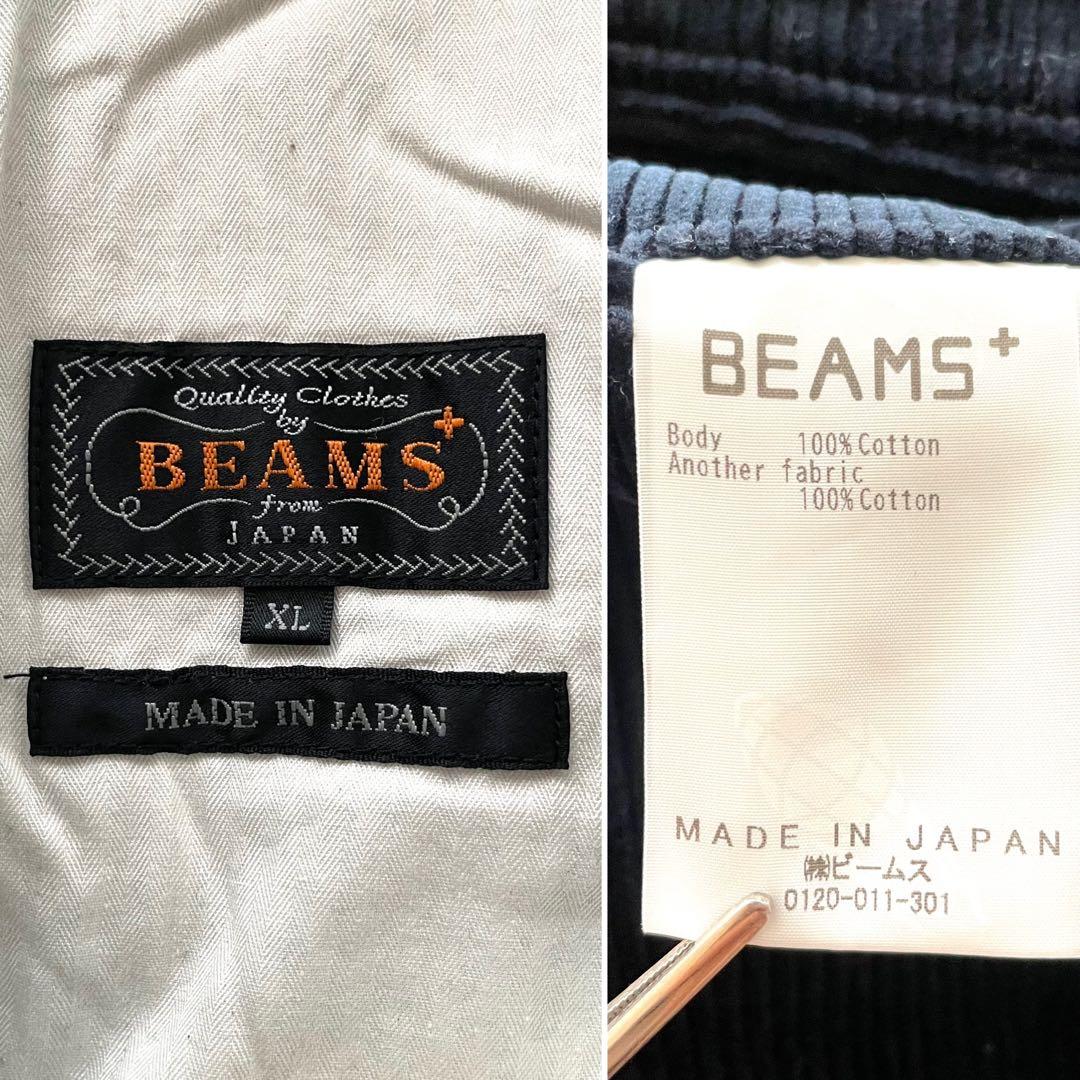 Quality Clothes
by
BEAMS+
from
JAPAN
XL
MADE IN JAPAN
BEAMS+
Body 100% Cotton
Another fabric
100% Cotton
MADE IN JAPAN
㈱ビームス
0120-011-301